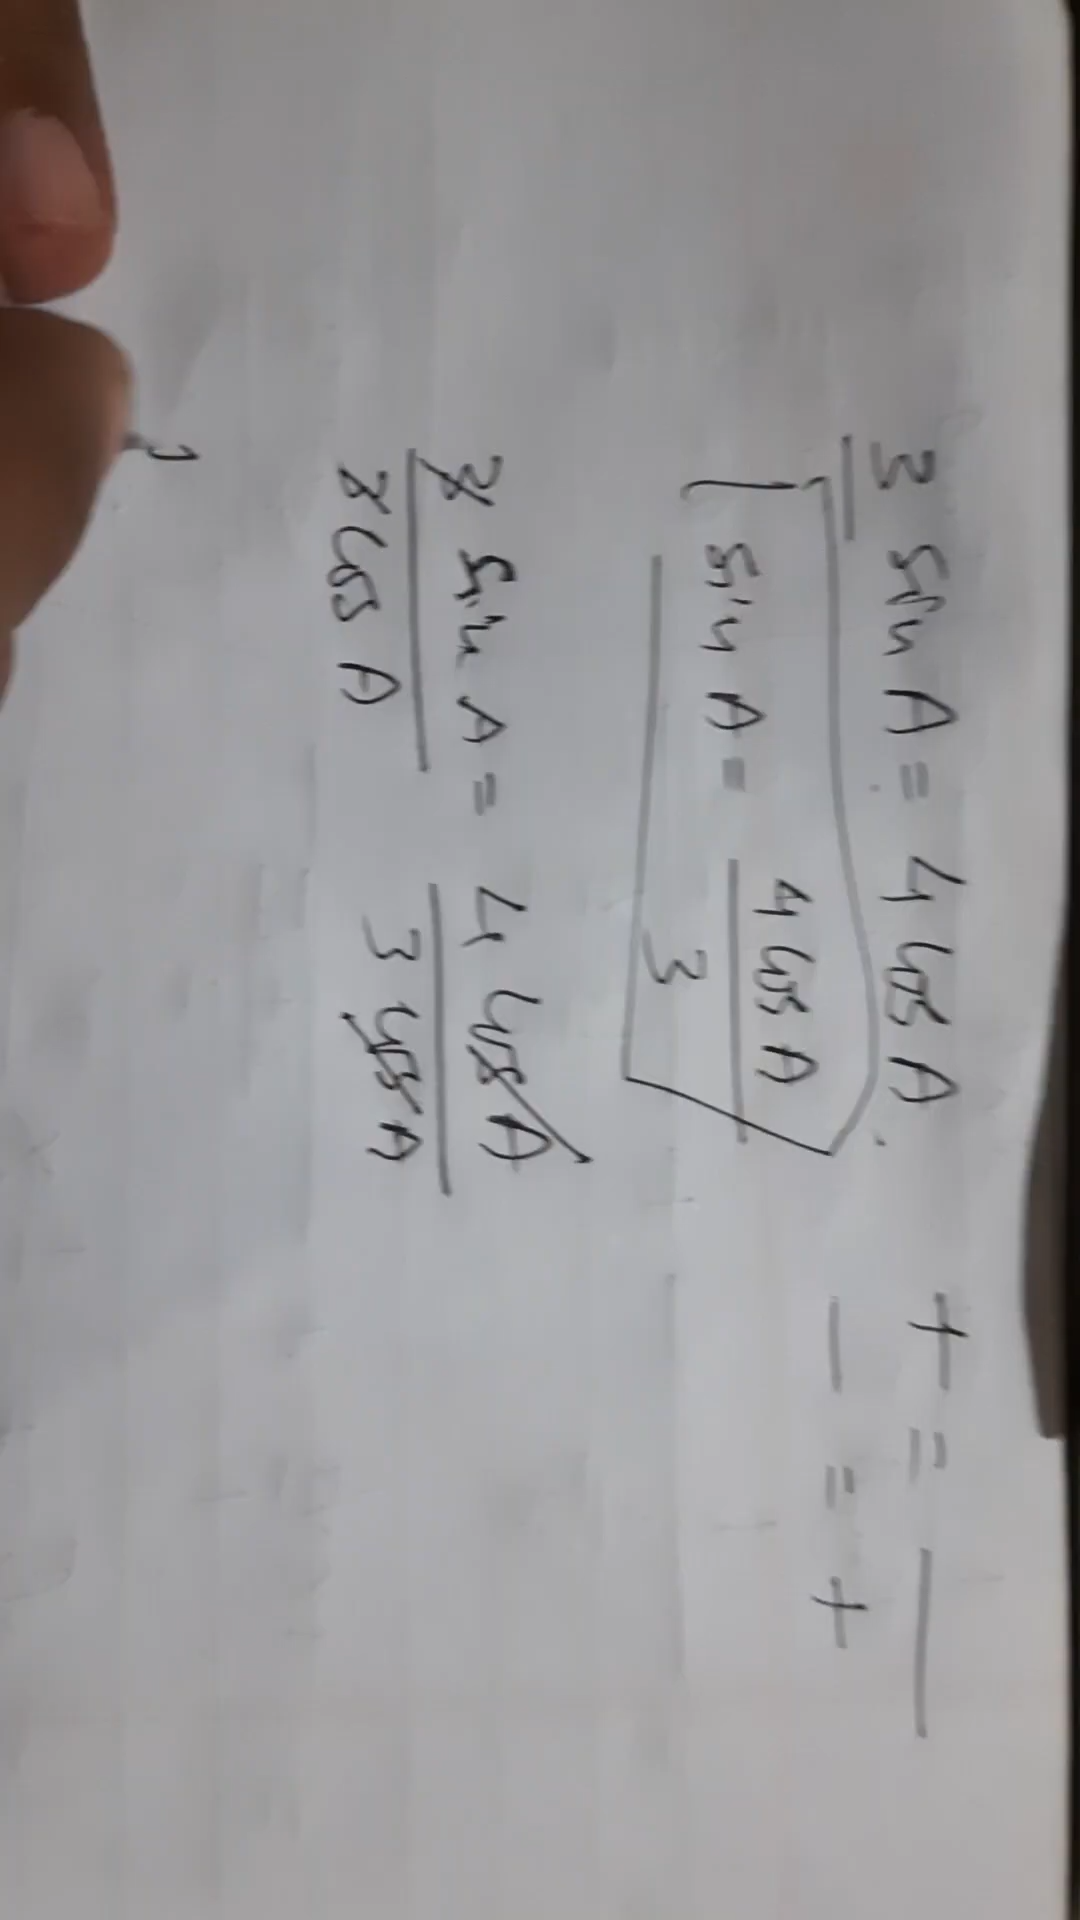 3 sin A = 4 cos A
+ = —
sin A = 4 cos A / 3
— = +
3 sin A / 3 cos A = 4 cos A / 3 cos A